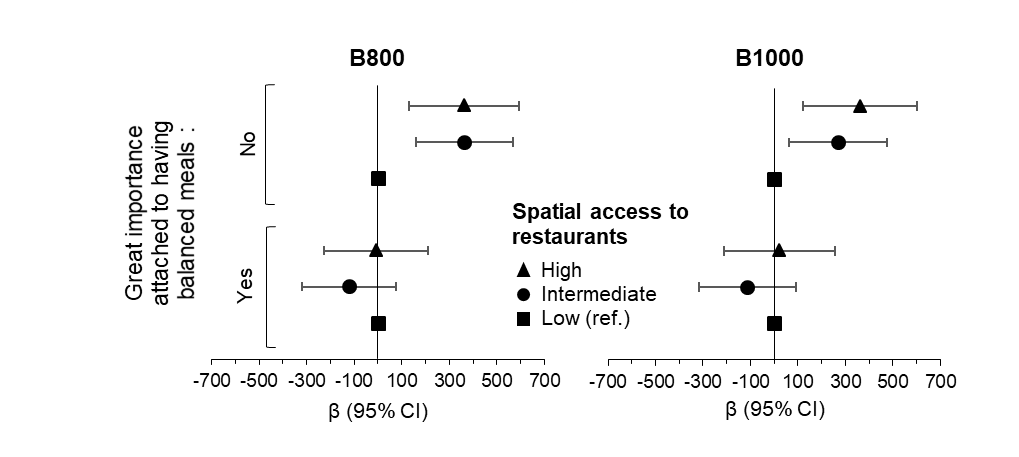 B800
B1000
Great importance
attached to having
balanced meals :
No
Yes
Spatial access to
restaurants
High
Intermediate
Low (ref.)
-700 -500 -300 -100 100 300 500 700
-700 -500 -300 -100 100 300 500 700
β (95% CI)
β (95% CI)